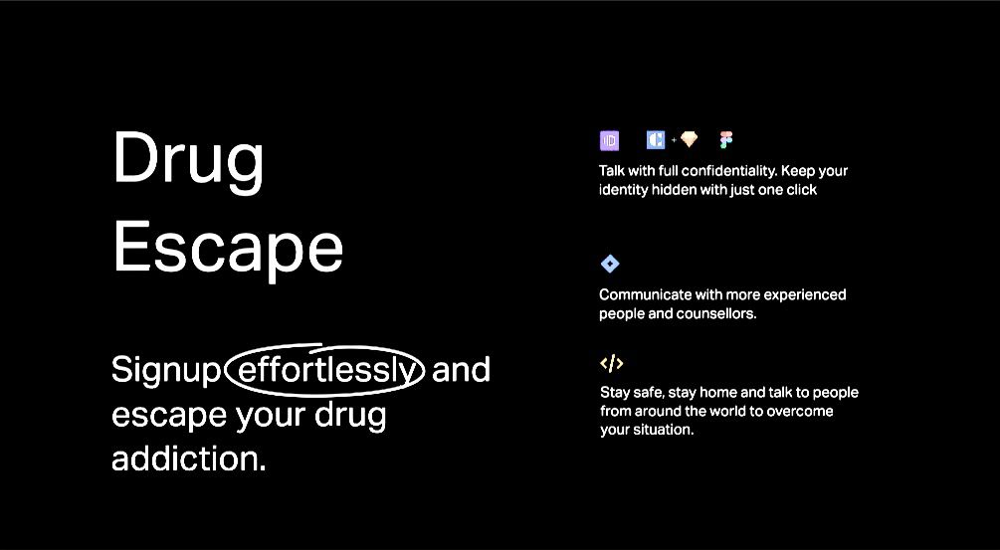 Drug
Escape
Signup effortlessly and
escape your drug
addiction.
Talk with full confidentiality. Keep your
identity hidden with just one click
Communicate with more experienced
people and counsellors.
Stay safe, stay home and talk to people
from around the world to overcome
your situation.